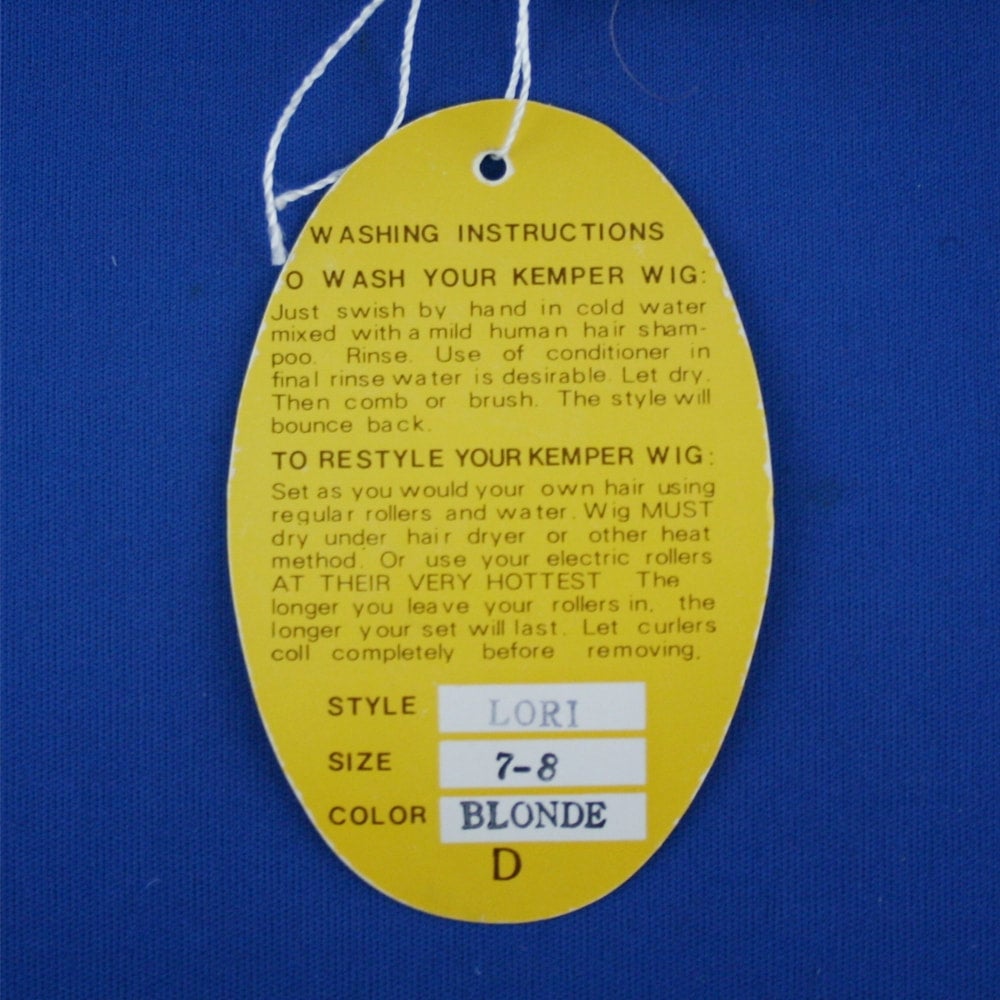 WASHING INSTRUCTIONS
O WASH YOUR KEMPER WIG:
Just swish by hand in cold water
mixed with a mild human hair sham-
poo. Rinse. Use of conditioner in
final rinse water is desirable. Let dry.
Then comb or brush. The style will
bounce back.
TO RESTYLE YOUR KEMPER WIG:
Set as you would your own hair using
regular rollers and water. Wig MUST
dry under hair dryer or other heat
method. Or use your electric rollers
AT THEIR VERY HOTTEST The
longer you leave your rollers in, the
longer your set will last. Let curlers
coll completely before removing.
STYLE LORI
SIZE 7-8
COLOR BLONDE
D